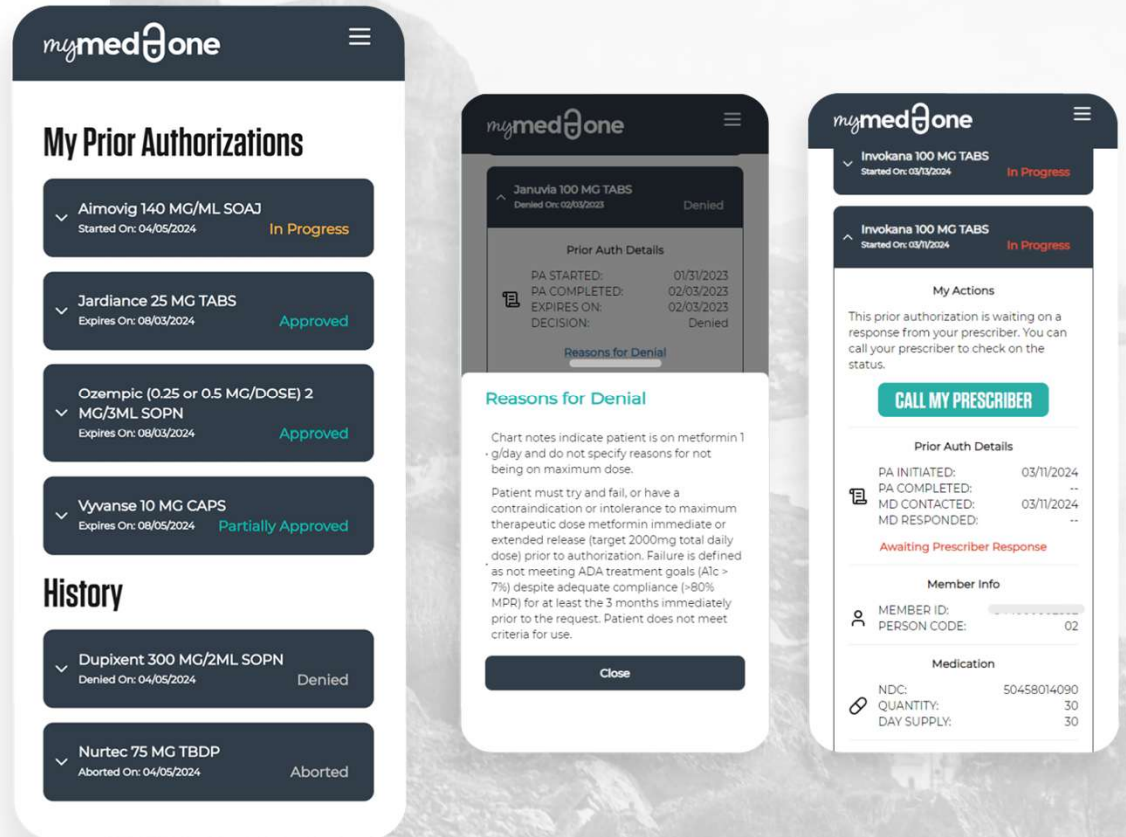 mymedone
My Prior Authorizations
Aimovig 140 MG/ML SOAJ
Started On: 04/05/2024
In Progress
Jardiance 25 MG TABS
Expires On: 08/03/2024
Approved
Ozempic (0.25 or 0.5 MG/DOSE) 2
MG/3ML SOPN
Expires On: 08/03/2024
Approved
Vyvanse 10 MG CAPS
Expires On: 08/05/2024
Partially Approved
History
Dupixent 300 MG/2ML SOPN
Denied On: 04/05/2024
Denied
Nurtec 75 MG TBDP
Aborted On: 04/05/2024
Aborted
mymedone
Januvia 100 MG TABS
Denied On: 02/03/2023
Denied
Prior Auth Details
PA STARTED: 01/31/2023
PA COMPLETED: 02/03/2023
EXPIRES ON: 02/03/2023
DECISION: Denied
Reasons for Denial
Reasons for Denial
Chart notes indicate patient is on metformin 1
g/day and do not specify reasons for not
being on maximum dose.
Patient must try and fail, or have a
contraindication or intolerance to maximum
therapeutic dose metformin immediate or
extended release (target 2000mg total daily
dose) prior to authorization. Failure is defined
as not meeting ADA treatment goals (A1c >
7%) despite adequate compliance (>80%
MPR) for at least the 3 months immediately
prior to the request. Patient does not meet
criteria for use.
Close
mymedone
Invokana 100 MG TABS
Started On: 03/13/2024
In Progress
Invokana 100 MG TABS
Started On: 03/11/2024
In Progress
My Actions
This prior authorization is waiting on a
response from your prescriber. You can
call your prescriber to check on the
status.
CALL MY PRESCRIBER
Prior Auth Details
PA INITIATED: 03/11/2024
PA COMPLETED: --
MD CONTACTED: 03/11/2024
MD RESPONDED: --
Awaiting Prescriber Response
Member Info
MEMBER ID:
PERSON CODE: 02
Medication
NDC: 50458014090
QUANTITY: 30
DAY SUPPLY: 30